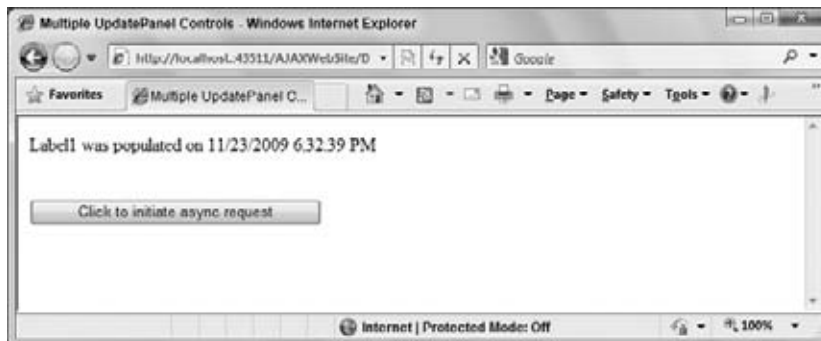 Multiple UpdatePanel Controls - Windows Internet Explorer
http://localhost:43511/AJAXWebSite/D
Google
Favorites
Multiple UpdatePanel C...
Page
Safety
Tools
Label1 was populated on 11/23/2009 6:32:39 PM
Click to initiate async request
Internet | Protected Mode: Off
100%